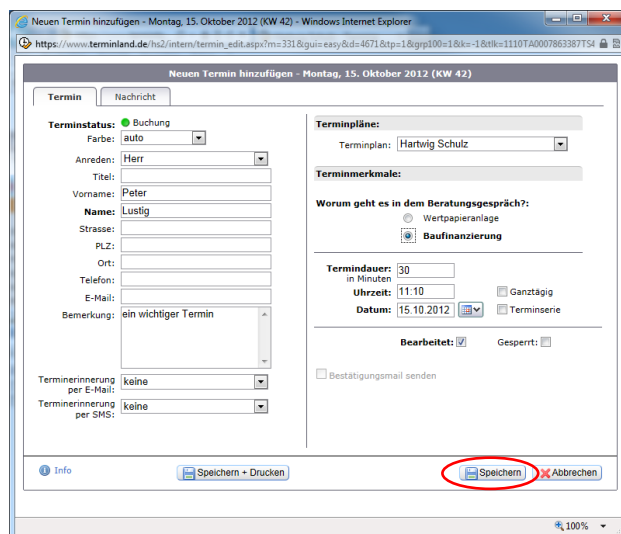 Neuen Termin hinzufügen - Montag, 15. Oktober 2012 (KW 42) - Windows Internet Explorer
https://www.terminland.de/hs2/intern/termin_edit.aspx?m=331&gui=easy&d=4671&tp=1&grp100=1&k=-1&tlk=1110TA0007863387TS4
Neuen Termin hinzufügen - Montag, 15. Oktober 2012 (KW 42)
Termin Nachricht
Terminstatus: Buchung
Farbe: auto
Anreden: Herr
Titel:
Vorname: Peter
Name: Lustig
Strasse:
PLZ:
Ort:
Telefon:
E-Mail:
Bemerkung: ein wichtiger Termin
Terminerinnerung per E-Mail: keine
Terminerinnerung per SMS: keine
Terminpläne:
Terminplan: Hartwig Schulz
Terminmerkmale:
Worum geht es in dem Beratungsgespräch?:
Wertpapieranlage
Baufinanzierung
Termindauer: 30
in Minuten
Uhrzeit: 11:10 Ganztägig
Datum: 15.10.2012 Terminserie
Bearbeitet: Gesperrt:
Bestätigungsmail senden
Info Speichern + Drucken Speichern Abbrechen
100%